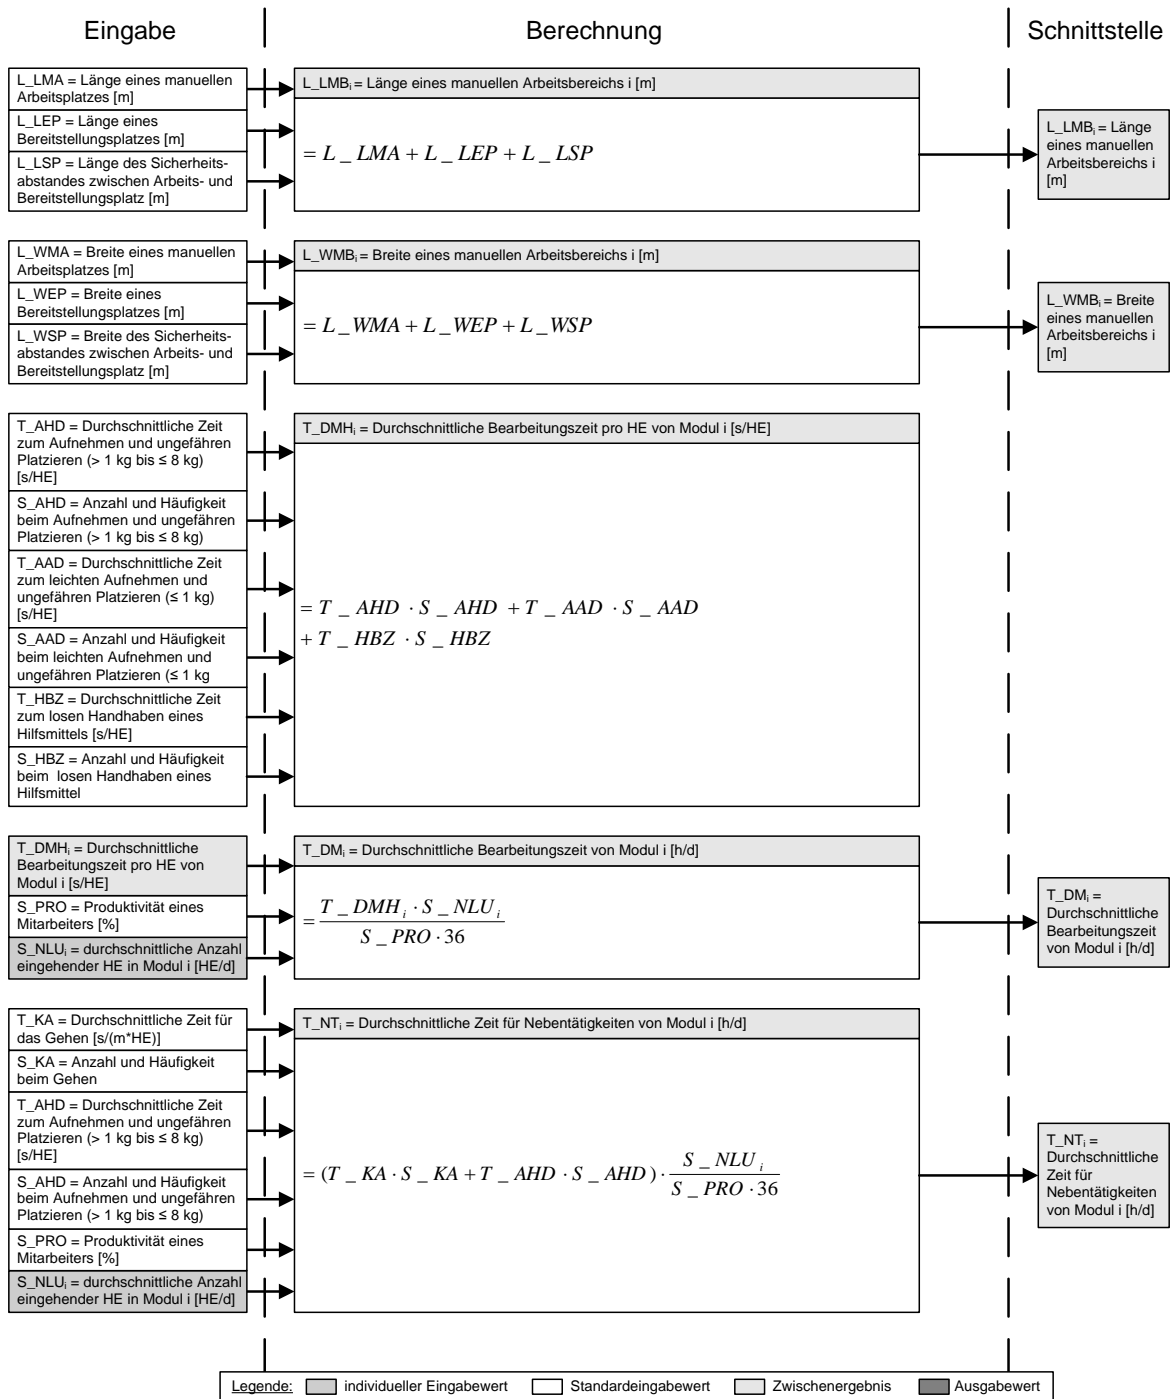 Eingabe
Berechnung
Schnittstelle
L_LMA = Länge eines manuellen
Arbeitsplatzes [m]
L_LEP = Länge eines
Bereitstellungsplatzes [m]
L_LSP = Länge des Sicherheits-
abstandes zwischen Arbeits- und
Bereitstellungsplatz [m]
L_LMBᵢ = Länge eines manuellen Arbeitsbereichs i [m]
= L _ LMA + L _ LEP + L _ LSP
L_LMBᵢ = Länge
eines manuellen
Arbeitsbereichs i
[m]
L_WMA = Breite eines manuellen
Arbeitsplatzes [m]
L_WEP = Breite eines
Bereitstellungsplatzes [m]
L_WSP = Breite des Sicherheits-
abstandes zwischen Arbeits- und
Bereitstellungsplatz [m]
L_WMBᵢ = Breite eines manuellen Arbeitsbereichs i [m]
= L _ WMA + L _ WEP + L _ WSP
L_WMBᵢ = Breite
eines manuellen
Arbeitsbereichs i
[m]
T_AHD = Durchschnittliche Zeit
zum Aufnehmen und ungefähren
Platzieren (> 1 kg bis ≤ 8 kg)
[s/HE]
S_AHD = Anzahl und Häufigkeit
beim Aufnehmen und ungefähren
Platzieren (> 1 kg bis ≤ 8 kg)
T_AAD = Durchschnittliche Zeit
zum leichten Aufnehmen und
ungefähren Platzieren (≤ 1 kg)
[s/HE]
S_AAD = Anzahl und Häufigkeit
beim leichten Aufnehmen und
ungefähren Platzieren (≤ 1 kg
T_HBZ = Durchschnittliche Zeit
zum losen Handhaben eines
Hilfsmittels [s/HE]
S_HBZ = Anzahl und Häufigkeit
beim losen Handhaben eines
Hilfsmittel
T_DMHᵢ = Durchschnittliche Bearbeitungszeit pro HE von Modul i [s/HE]
= T _ AHD · S _ AHD + T _ AAD · S _ AAD
+ T _ HBZ · S _ HBZ
T_DMHᵢ = Durchschnittliche
Bearbeitungszeit pro HE von
Modul i [s/HE]
S_PRO = Produktivität eines
Mitarbeiters [%]
S_NLUᵢ = durchschnittliche Anzahl
eingehender HE in Modul i [HE/d]
T_DMᵢ = Durchschnittliche Bearbeitungszeit von Modul i [h/d]
T _ DMH ᵢ · S _ NLU ᵢ
=
S _ PRO · 36
T_DMᵢ =
Durchschnittliche
Bearbeitungszeit
von Modul i [h/d]
T_KA = Durchschnittliche Zeit für
das Gehen [s/(m*HE)]
S_KA = Anzahl und Häufigkeit
beim Gehen
T_AHD = Durchschnittliche Zeit
zum Aufnehmen und ungefähren
Platzieren (> 1 kg bis ≤ 8 kg)
[s/HE]
S_AHD = Anzahl und Häufigkeit
beim Aufnehmen und ungefähren
Platzieren (> 1 kg bis ≤ 8 kg)
S_PRO = Produktivität eines
Mitarbeiters [%]
S_NLUᵢ = durchschnittliche Anzahl
eingehender HE in Modul i [HE/d]
T_NTᵢ = Durchschnittliche Zeit für Nebentätigkeiten von Modul i [h/d]
S _ NLU ᵢ
= (T _ KA · S _ KA + T _ AHD · S _ AHD ) ·
S _ PRO · 36
T_NTᵢ =
Durchschnittliche
Zeit für
Nebentätigkeiten
von Modul i [h/d]
Legende: individueller Eingabewert Standardeingabewert Zwischenergebnis Ausgabewert